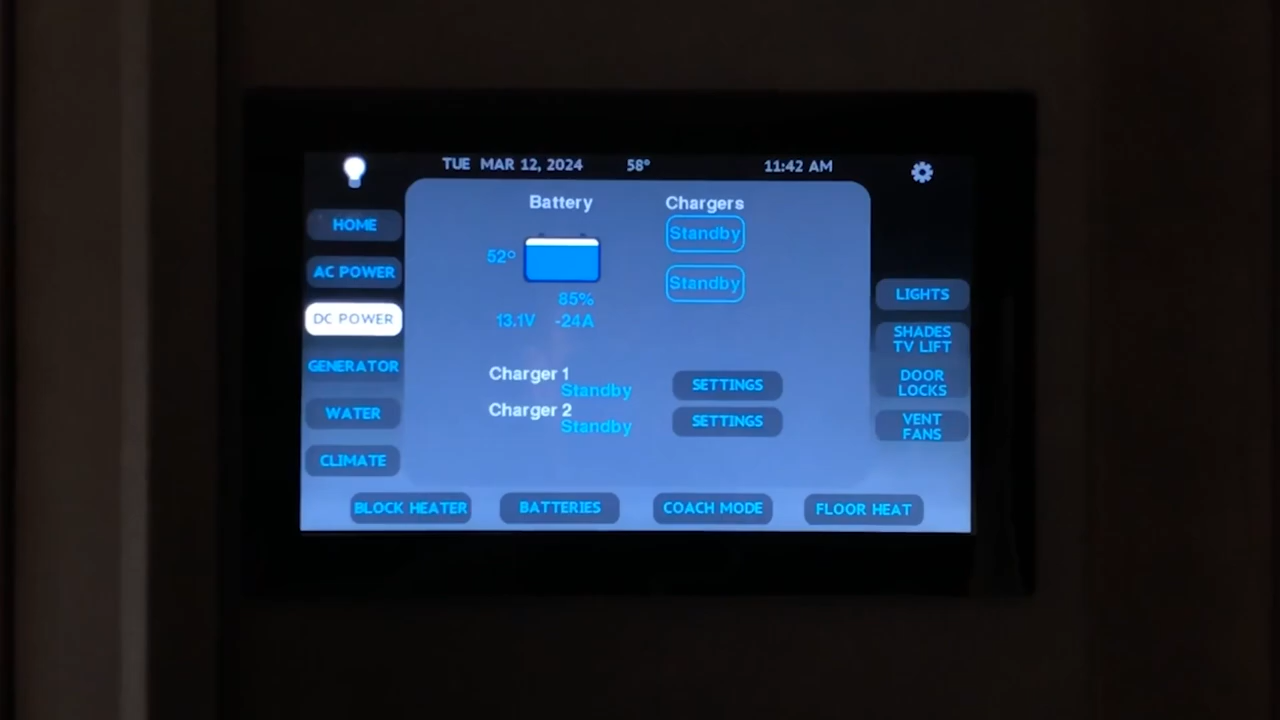 TUE MAR 12, 2024 58° 11:42 AM
HOME
AC POWER
DC POWER
GENERATOR
WATER
CLIMATE
Battery
52°
85%
13.1V -24A
Chargers
Standby
Standby
Charger 1
Standby
SETTINGS
Charger 2
Standby
SETTINGS
LIGHTS
SHADES
TV LIFT
DOOR
LOCKS
VENT
FANS
BLOCK HEATER
BATTERIES
COACH MODE
FLOOR HEAT